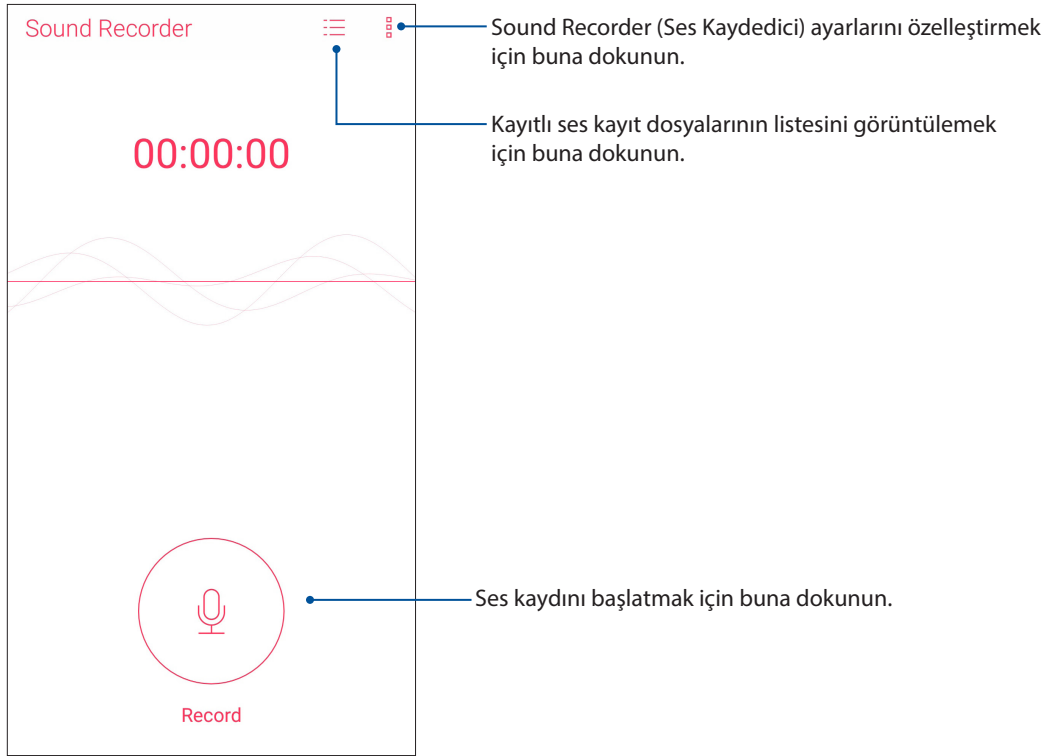 Sound Recorder
Sound Recorder (Ses Kaydedici) ayarlarını özelleştirmek
için buna dokunun.
Kayıtlı ses kayıt dosyalarının listesini görüntülemek
için buna dokunun.
00:00:00
Ses kaydını başlatmak için buna dokunun.
Record